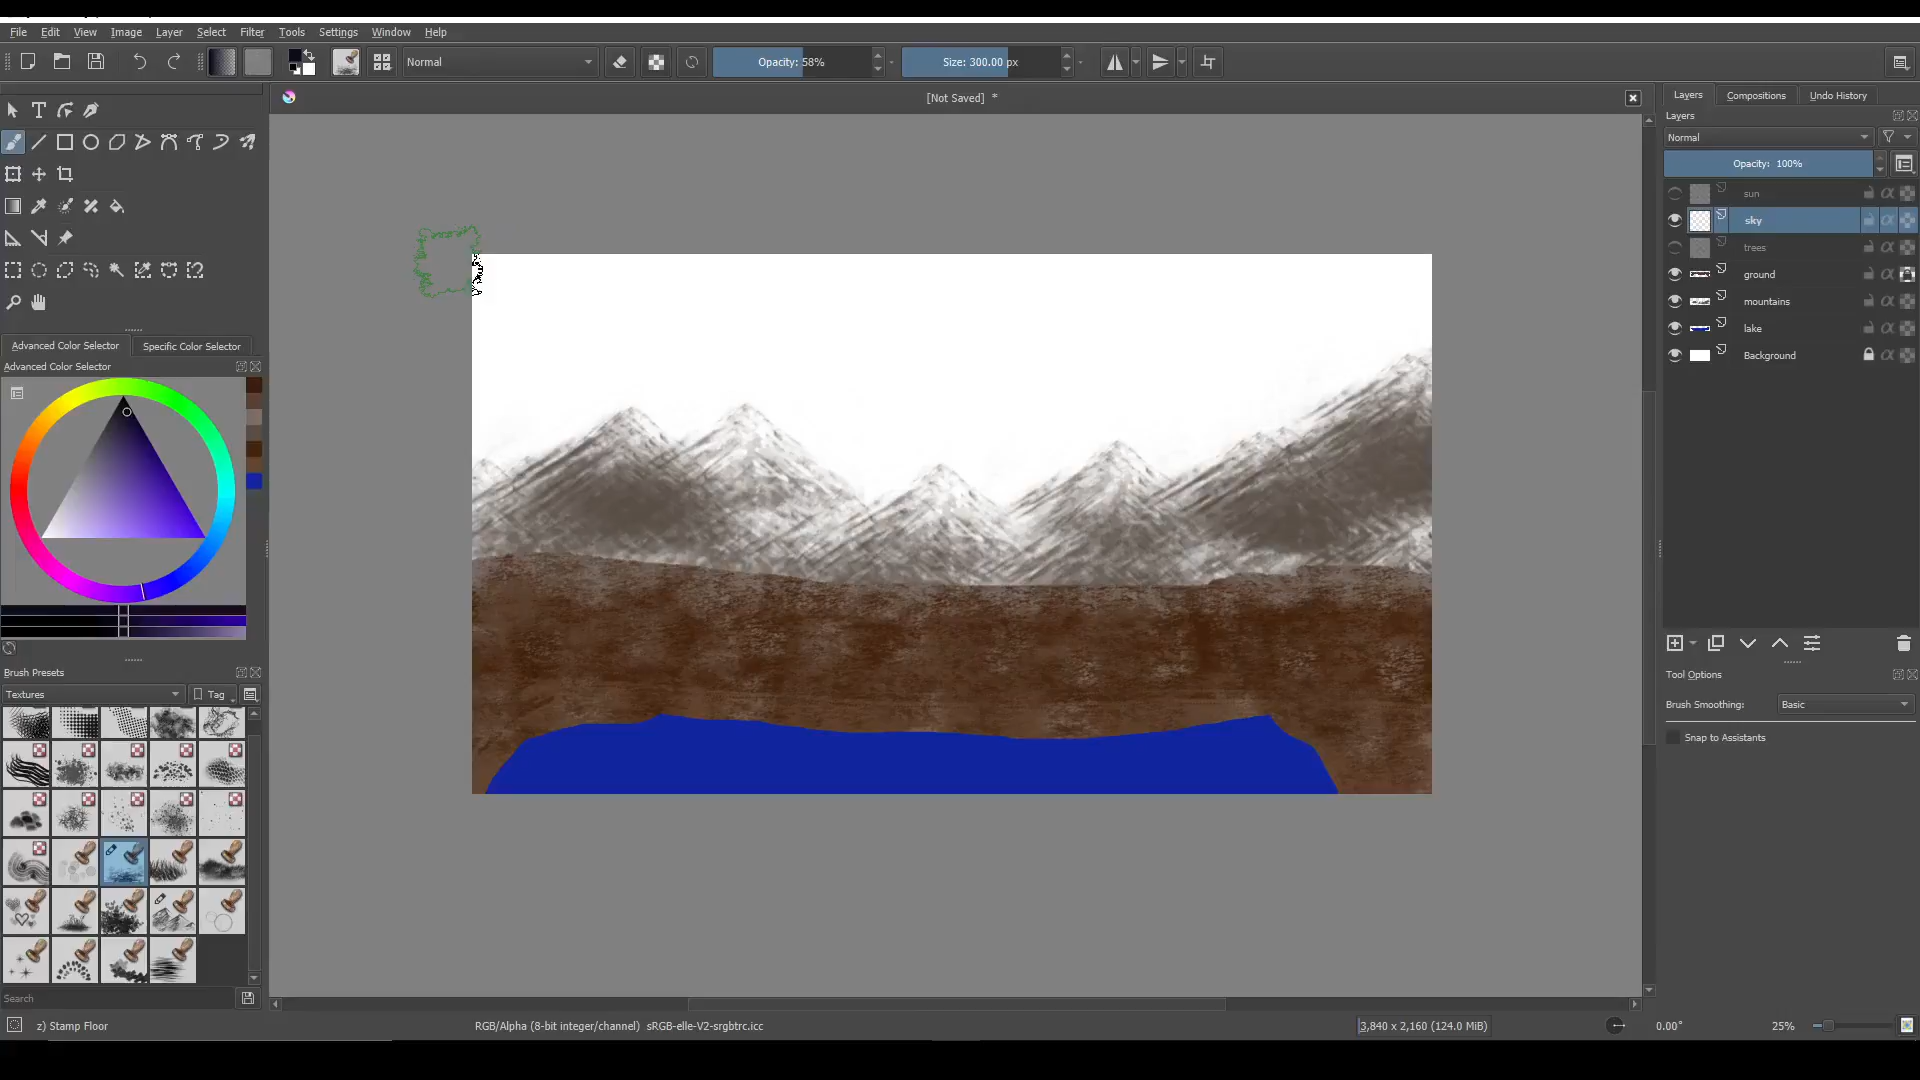 File Edit View Image Layer Select Filter Tools Settings Window Help
Normal
Opacity: 58%
Size: 300.00 px
[Not Saved] *
Layers Compositions Undo History
Layers
Normal
Opacity: 100%
sun
sky
trees
ground
mountains
lake
Background
Advanced Color Selector Specific Color Selector
Advanced Color Selector
Brush Presets
Textures
Tag
Tool Options
Brush Smoothing: Basic
Snap to Assistants
Search
z) Stamp Floor
RGB/Alpha (8-bit integer/channel) sRGB-elle-V2-srgbtrc.icc
3,840 x 2,160 (124.0 MiB)
0.00°
25%